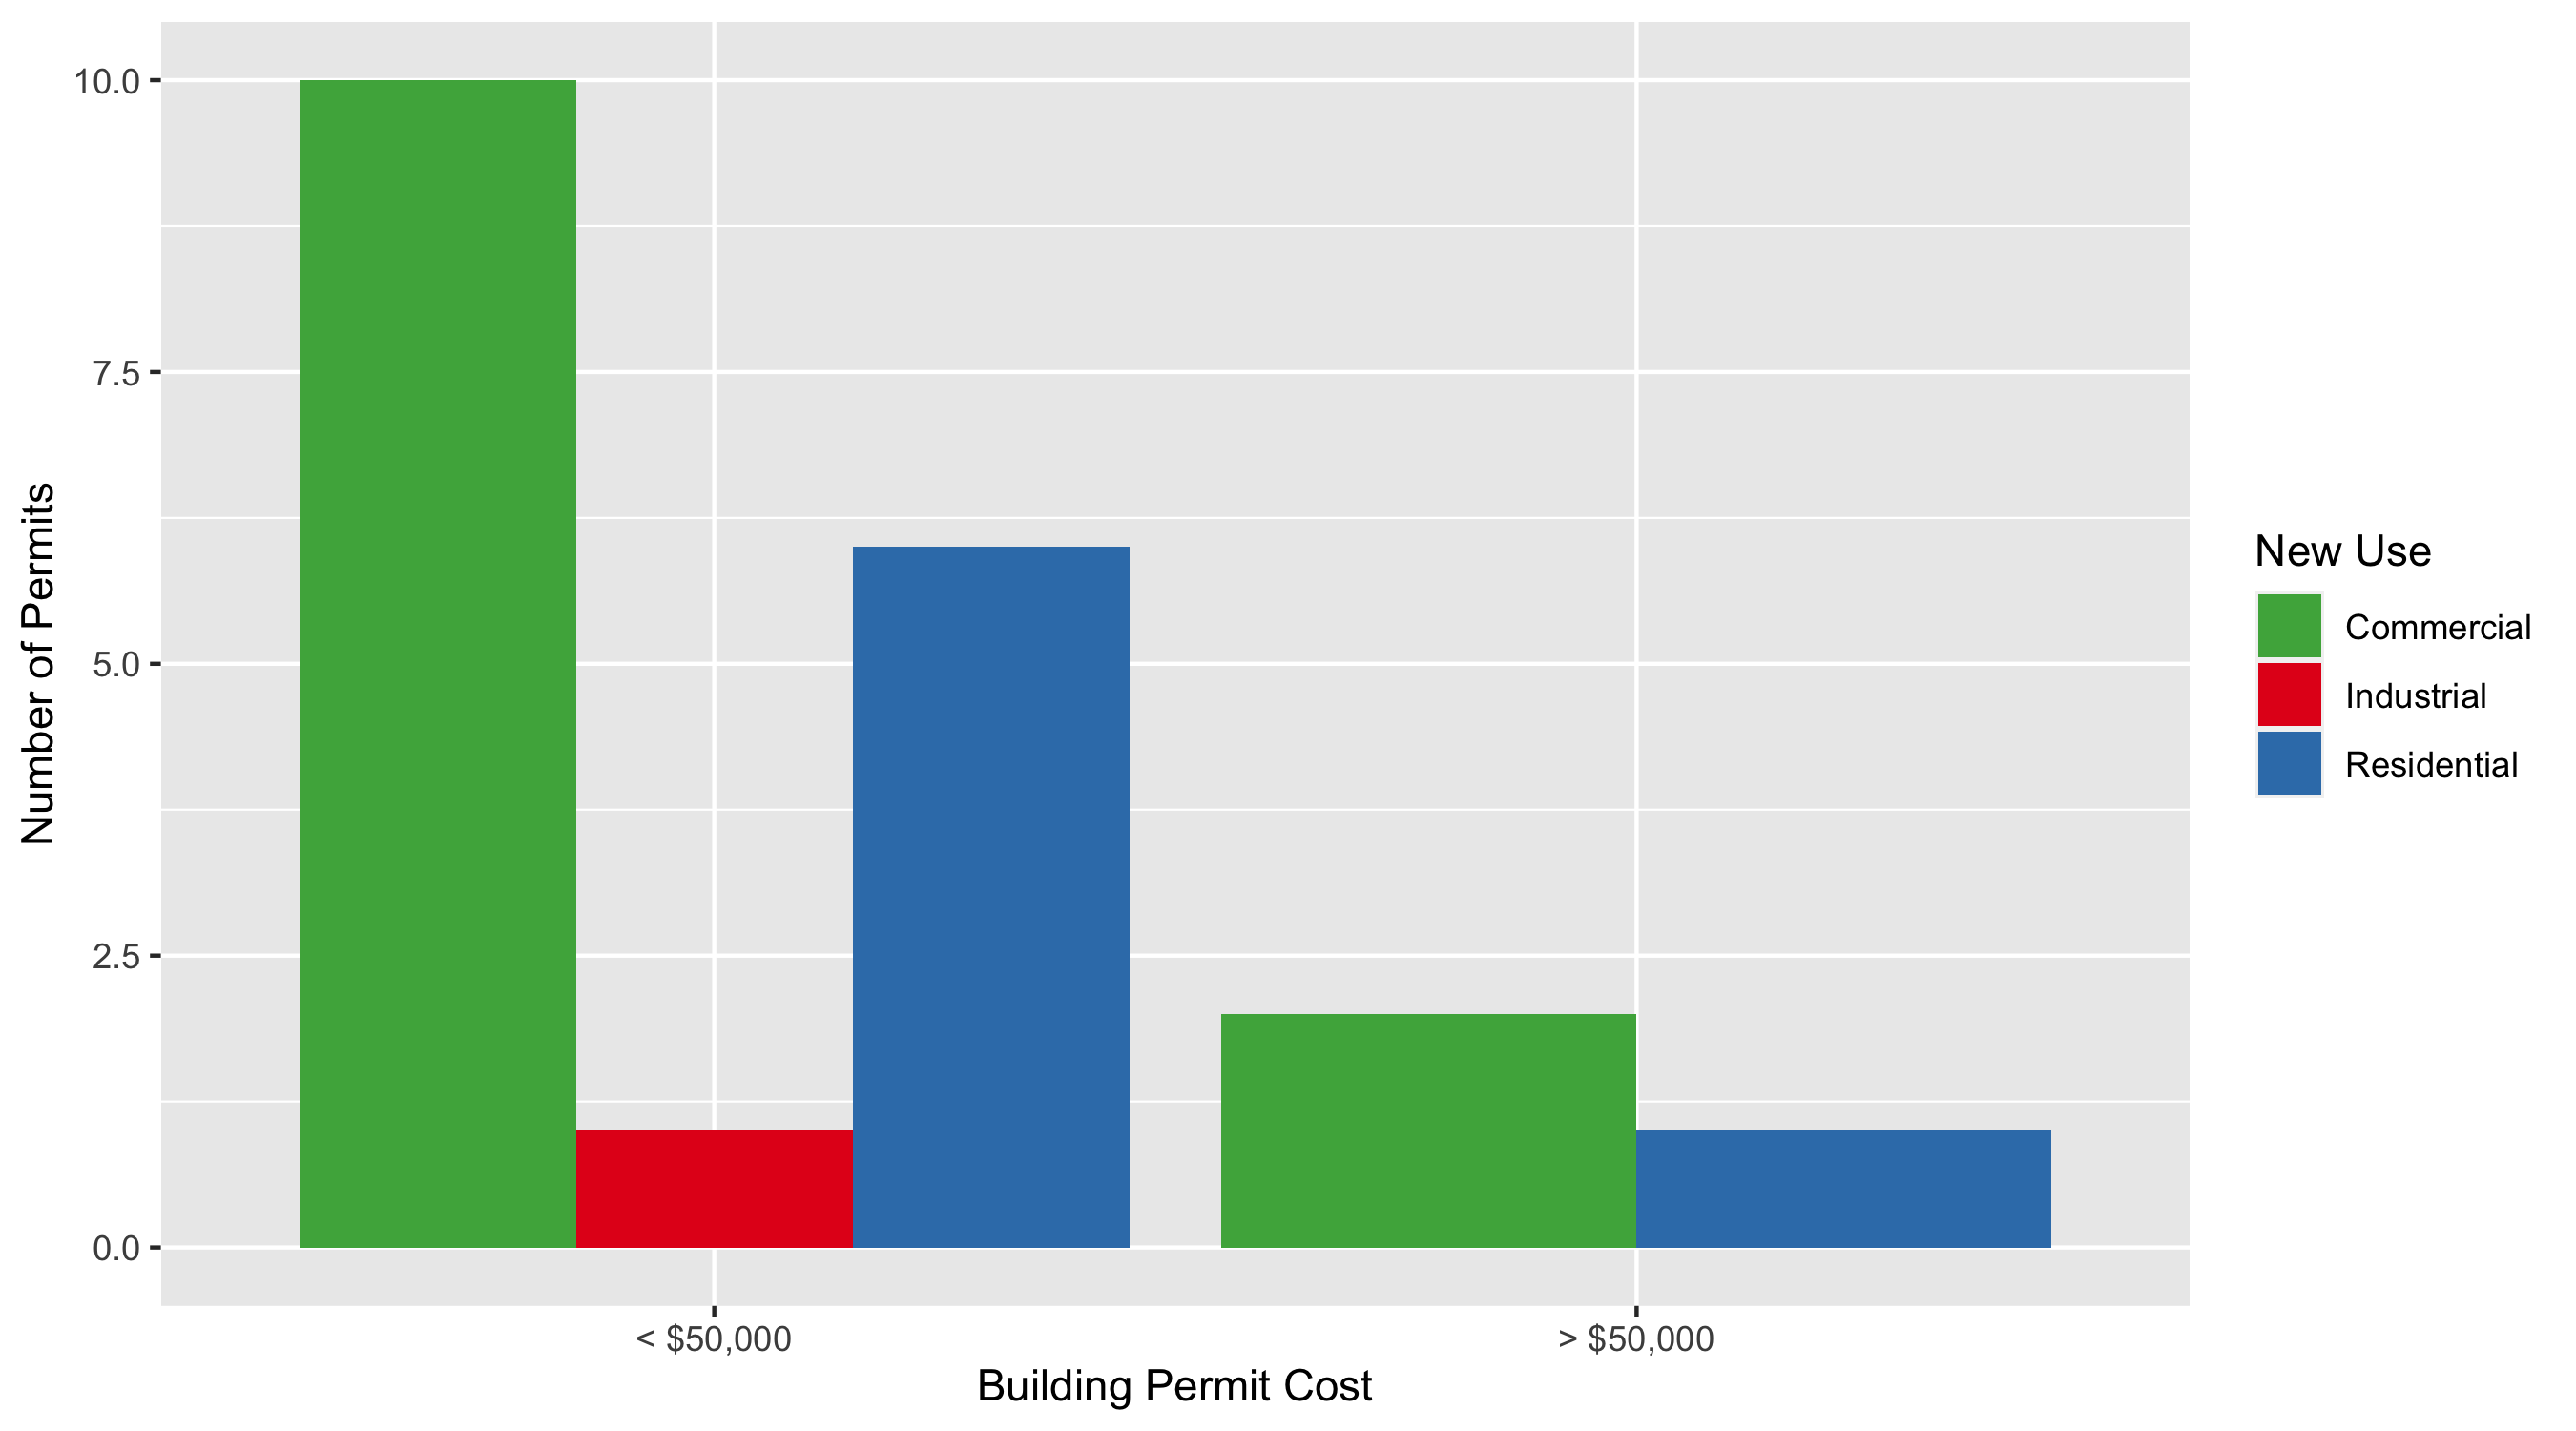 Number of Permits
10.0
7.5
5.0
2.5
0.0
< $50,000
> $50,000
Building Permit Cost
New Use
Commercial
Industrial
Residential